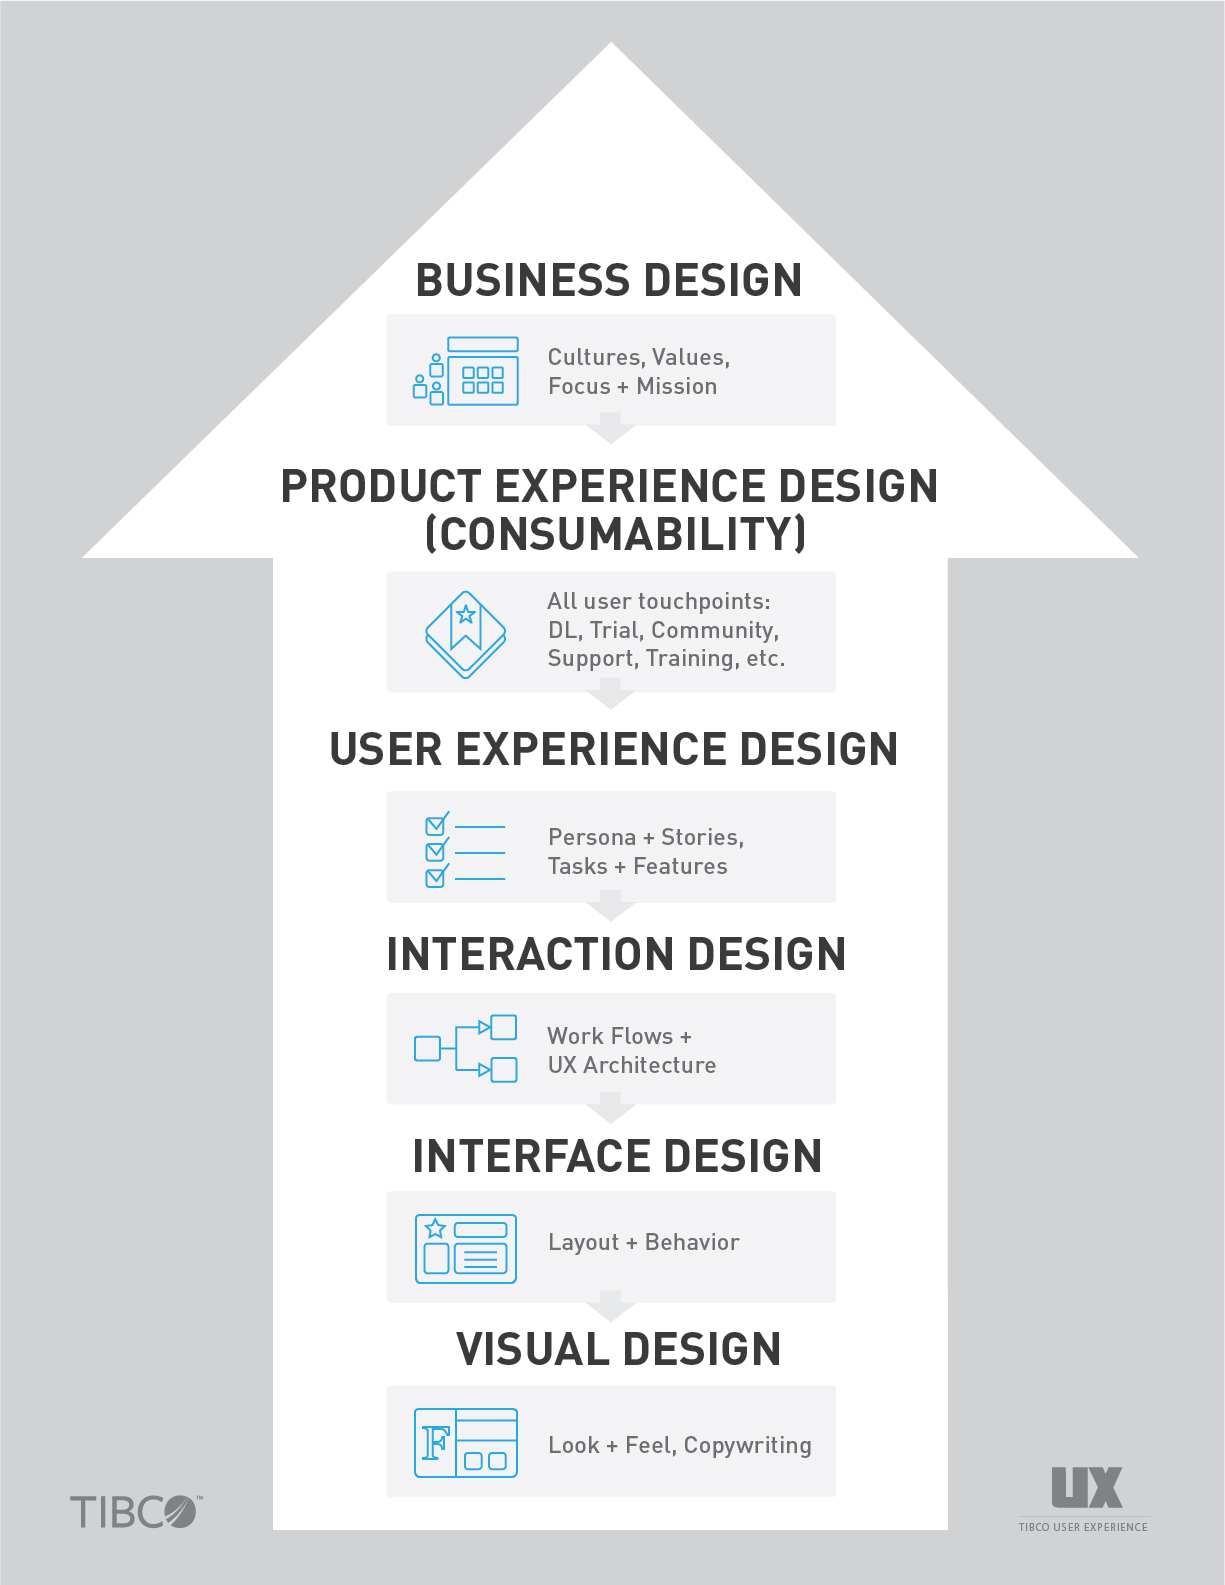 BUSINESS DESIGN
Cultures, Values,
Focus + Mission
PRODUCT EXPERIENCE DESIGN
(CONSUMABILITY)
All user touchpoints:
DL, Trial, Community,
Support, Training, etc.
USER EXPERIENCE DESIGN
Persona + Stories,
Tasks + Features
INTERACTION DESIGN
Work Flows +
UX Architecture
INTERFACE DESIGN
Layout + Behavior
VISUAL DESIGN
F
Look + Feel, Copywriting
TIBCO™
UX
TIBCO USER EXPERIENCE